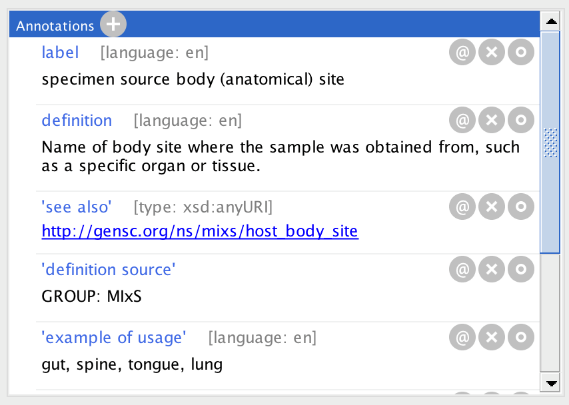 Annotations
label [language: en]
specimen source body (anatomical) site
definition [language: en]
Name of body site where the sample was obtained from, such
as a specific organ or tissue.
'see also' [type: xsd:anyURI]
http://gensc.org/ns/mixs/host_body_site
'definition source'
GROUP: MIxS
'example of usage' [language: en]
gut, spine, tongue, lung